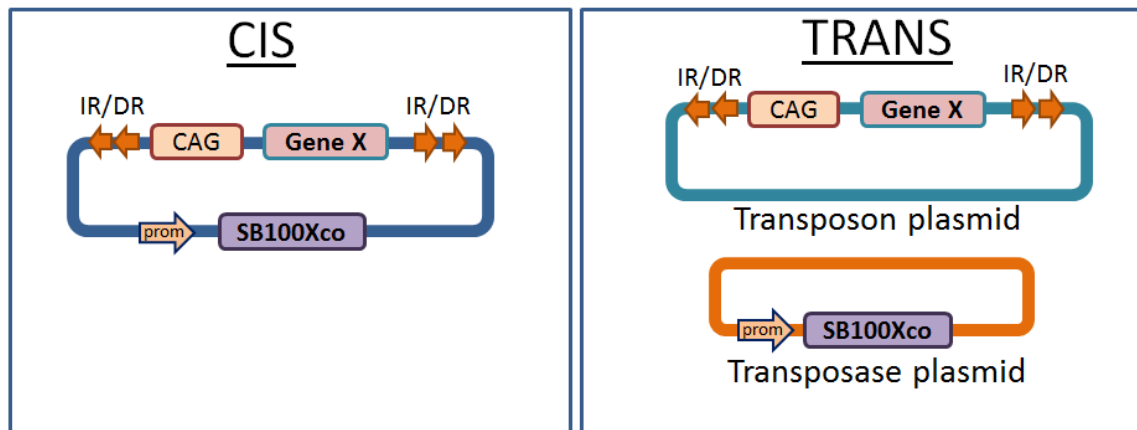 CIS
IR/DR
IR/DR
CAG
Gene X
prom
SB100Xco
TRANS
IR/DR
IR/DR
CAG
Gene X
Transposon plasmid
prom
SB100Xco
Transposase plasmid